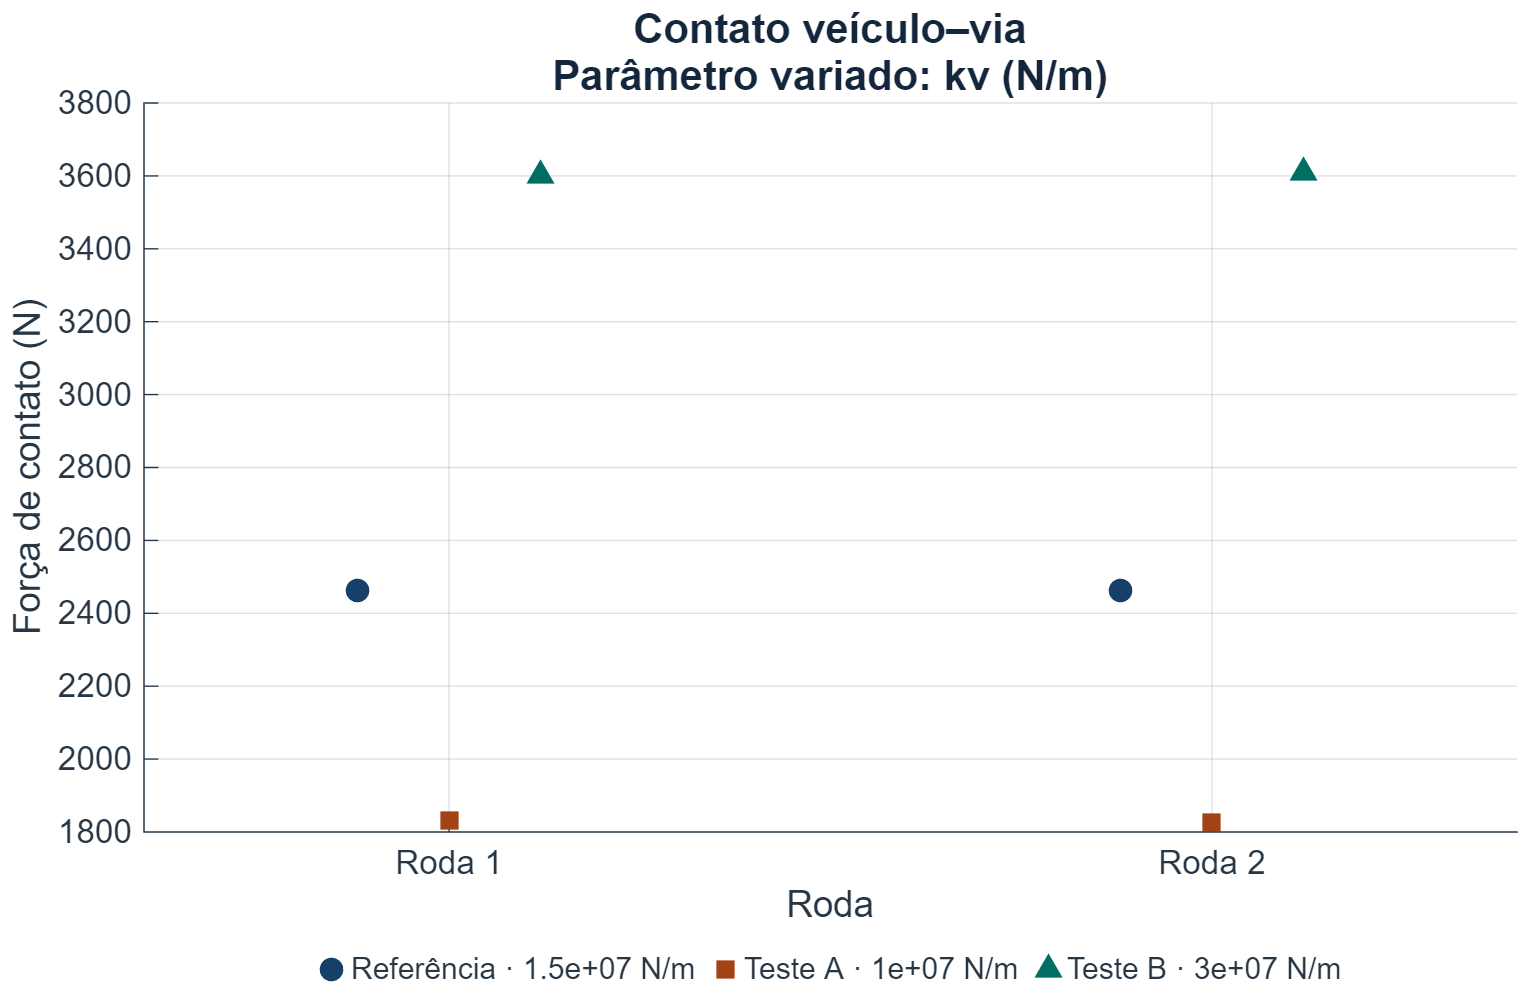 Contato veículo–via
Parâmetro variado: kv (N/m)
3800
3600
3400
3200
3000
2800
2600
2400
2200
2000
1800
Força de contato (N)
Roda 1
Roda 2
Roda
Referência · 1.5e+07 N/m
Teste A · 1e+07 N/m
Teste B · 3e+07 N/m